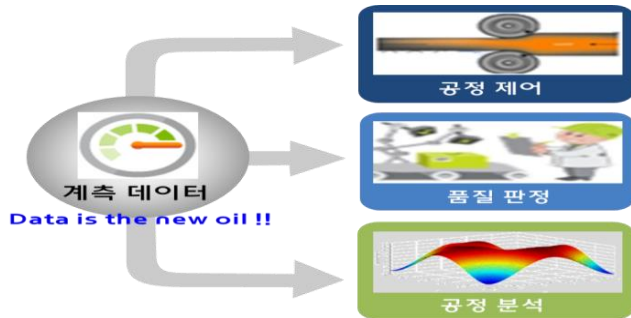 계측 데이터
Data is the new oil !!
공정 제어
품질 판정
공정 분석